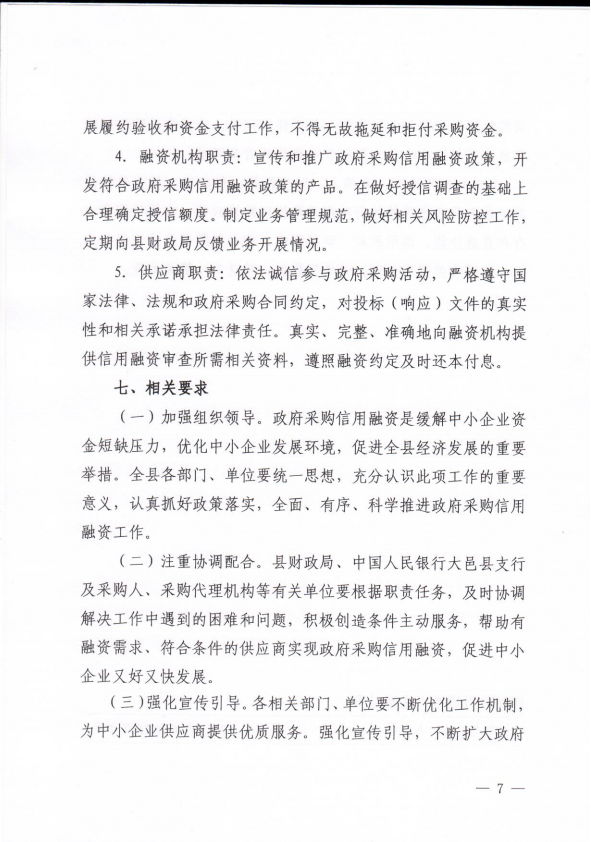 展履约验收和资金支付工作，不得无故拖延和拒付采购资金。
4. 融资机构职责：宣传和推广政府采购信用融资政策，开
发符合政府采购信用融资政策的产品。在做好授信调查的基础上
合理确定授信额度。制定业务管理规范，做好相关风险防控工作，
定期向县财政局反馈业务开展情况。
5. 供应商职责：依法诚信参与政府采购活动，严格遵守国
家法律、法规和政府采购合同约定，对投标（响应）文件的真实
性和相关承诺承担法律责任。真实、完整、准确地向融资机构提
供信用融资审查所需相关资料，遵照融资约定及时还本付息。
七、相关要求
（一）加强组织领导。政府采购信用融资是缓解中小企业资
金短缺压力，优化中小企业发展环境，促进全县经济发展的重要
举措。全县各部门、单位要统一思想，充分认识此项工作的重要
意义，认真抓好政策落实，全面、有序、科学推进政府采购信用
融资工作。
（二）注重协调配合。县财政局、中国人民银行大邑县支行
及采购人、采购代理机构等有关单位要根据职责任务，及时协调
解决工作中遇到的困难和问题，积极创造条件主动服务，帮助有
融资需求、符合条件的供应商实现政府采购信用融资，促进中小
企业又好又快发展。
（三）强化宣传引导。各相关部门、单位要不断优化工作机制，
为中小企业供应商提供优质服务。强化宣传引导，不断扩大政府
— 7 —